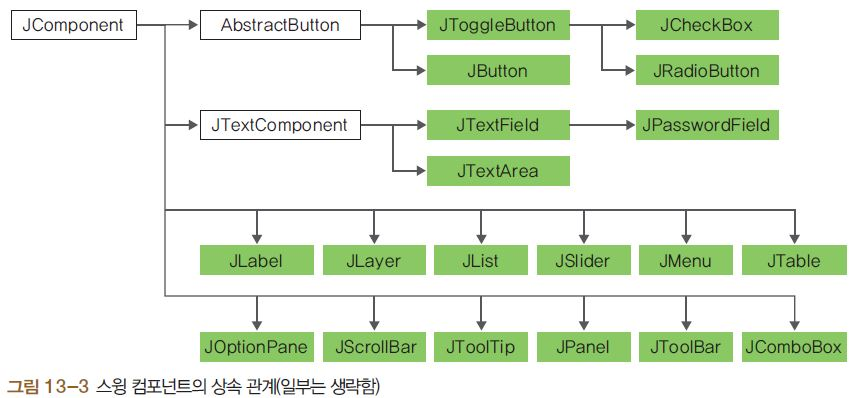 JComponent AbstractButton JToggleButton JCheckBox
JButton JRadioButton
JTextComponent JTextField JPasswordField
JTextArea
JLabel JLayer JList JSlider JMenu JTable
JOptionPane JScrollBar JToolTip JPanel JToolBar JComboBox
그림 13-3 스윙 컴포넌트의 상속 관계(일부는 생략함)